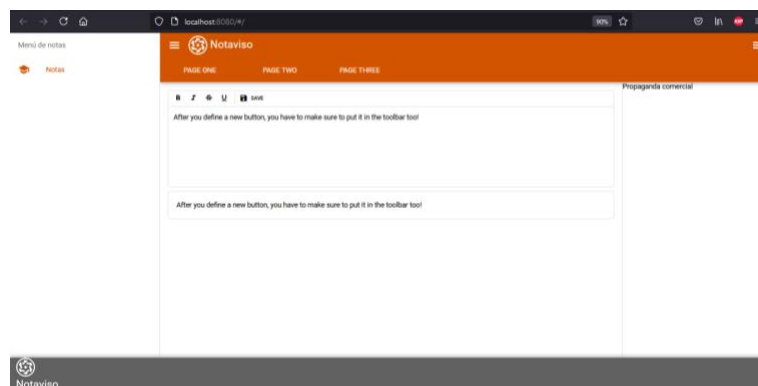 localhost:8080/#/
90%
Menú de notas
Notas
Notaviso
PAGE ONE PAGE TWO PAGE THREE
B I S U SAVE
After you define a new button, you have to make sure to put it in the toolbar too!
After you define a new button, you have to make sure to put it in the toolbar too!
Propaganda comercial
Notaviso